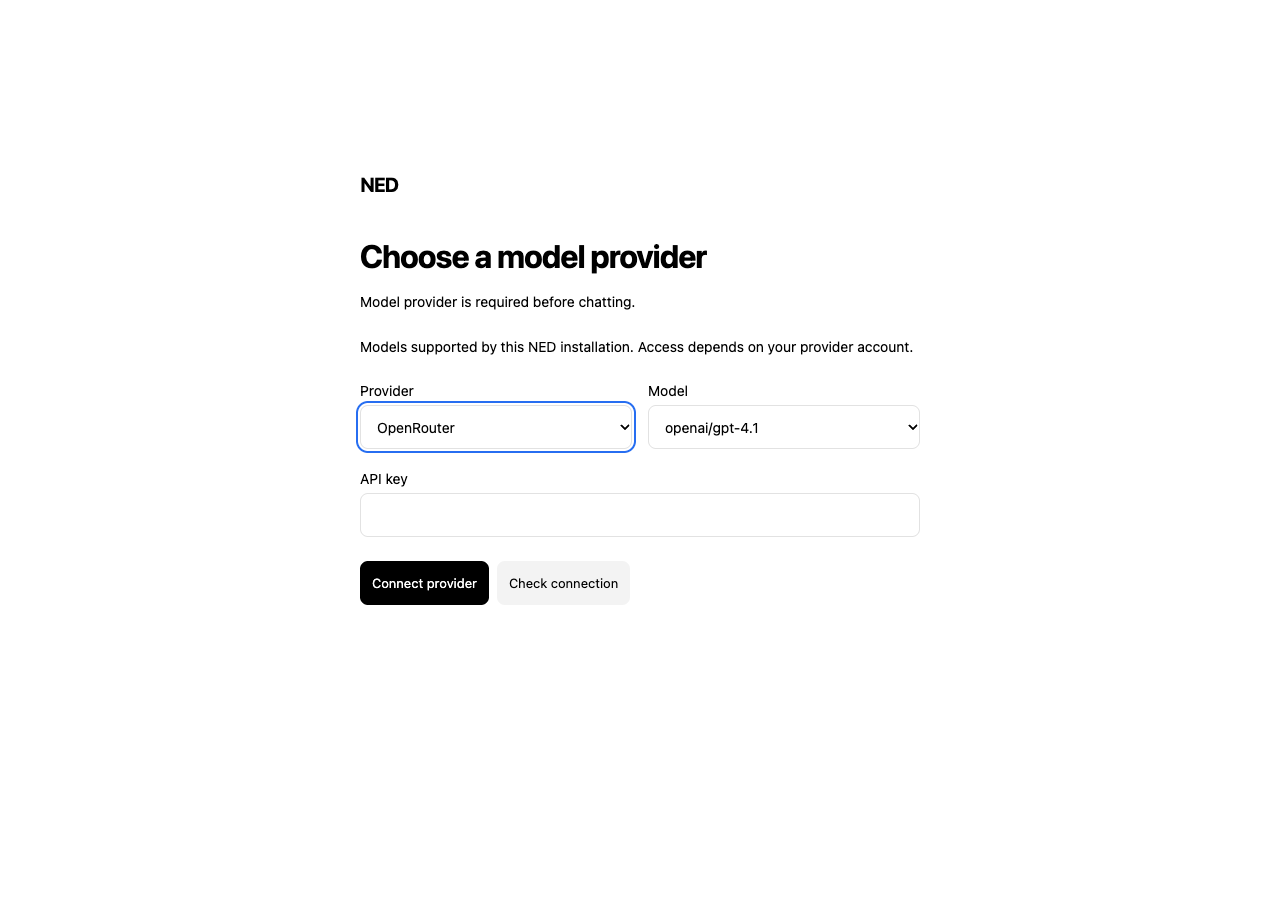 NED
Choose a model provider
Model provider is required before chatting.
Models supported by this NED installation. Access depends on your provider account.
Provider
Model
OpenRouter
openai/gpt-4.1
API key
Connect provider
Check connection